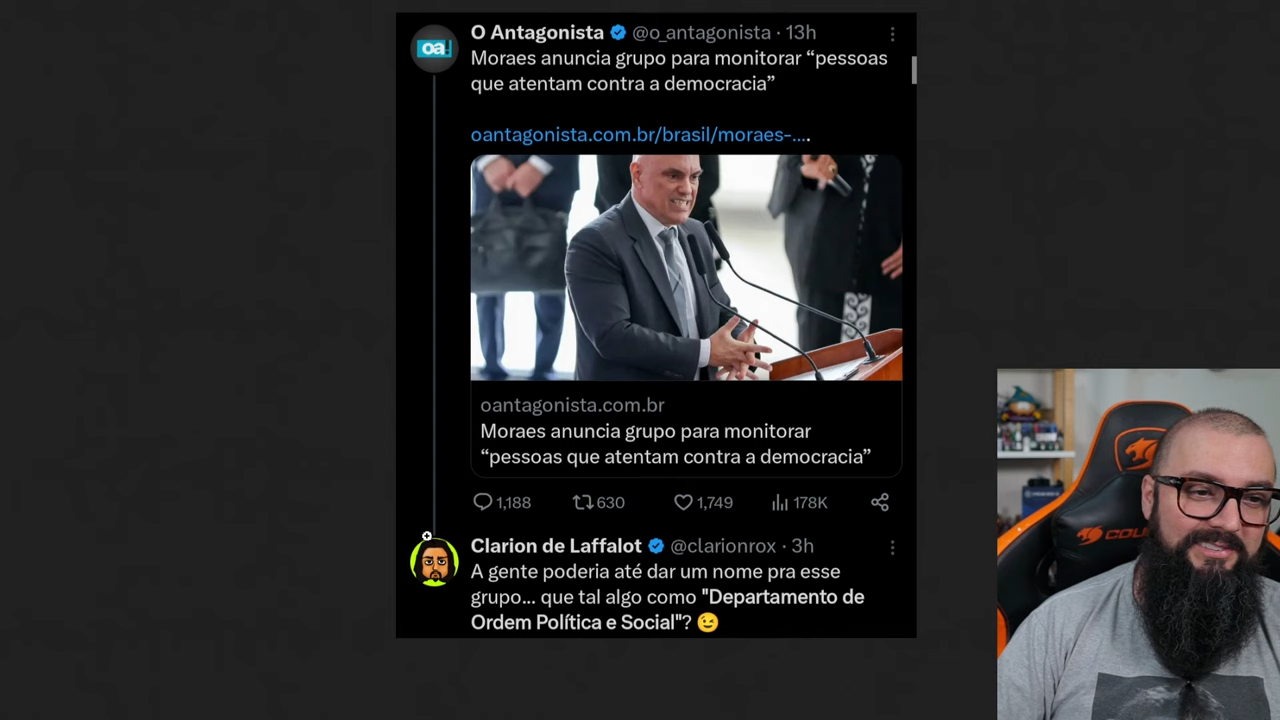 O Antagonista @o_antagonista · 13h
Moraes anuncia grupo para monitorar “pessoas
que atentam contra a democracia”
oantagonista.com.br/brasil/moraes-....
oa
oantagonista.com.br
Moraes anuncia grupo para monitorar
“pessoas que atentam contra a democracia”
1,188 630 1,749 178K
Clarion de Laffalot @clarionrox · 3h
A gente poderia até dar um nome pra esse
grupo... que tal algo como "Departamento de
Ordem Política e Social"? 😉
COU